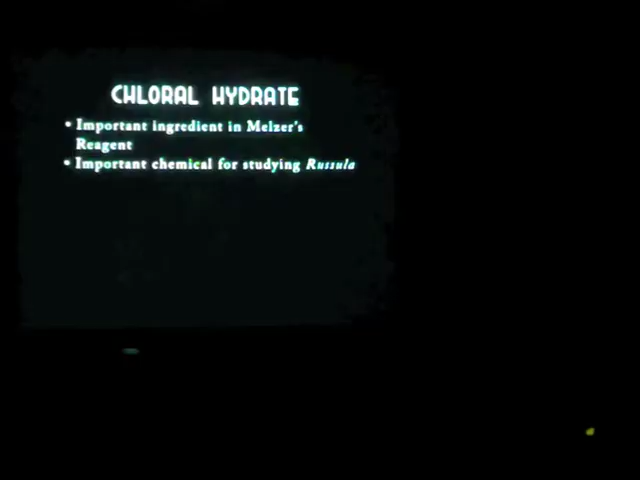 CHLORAL HYDRATE
• Important ingredient in Melzer's
Reagent
• Important chemical for studying Russula